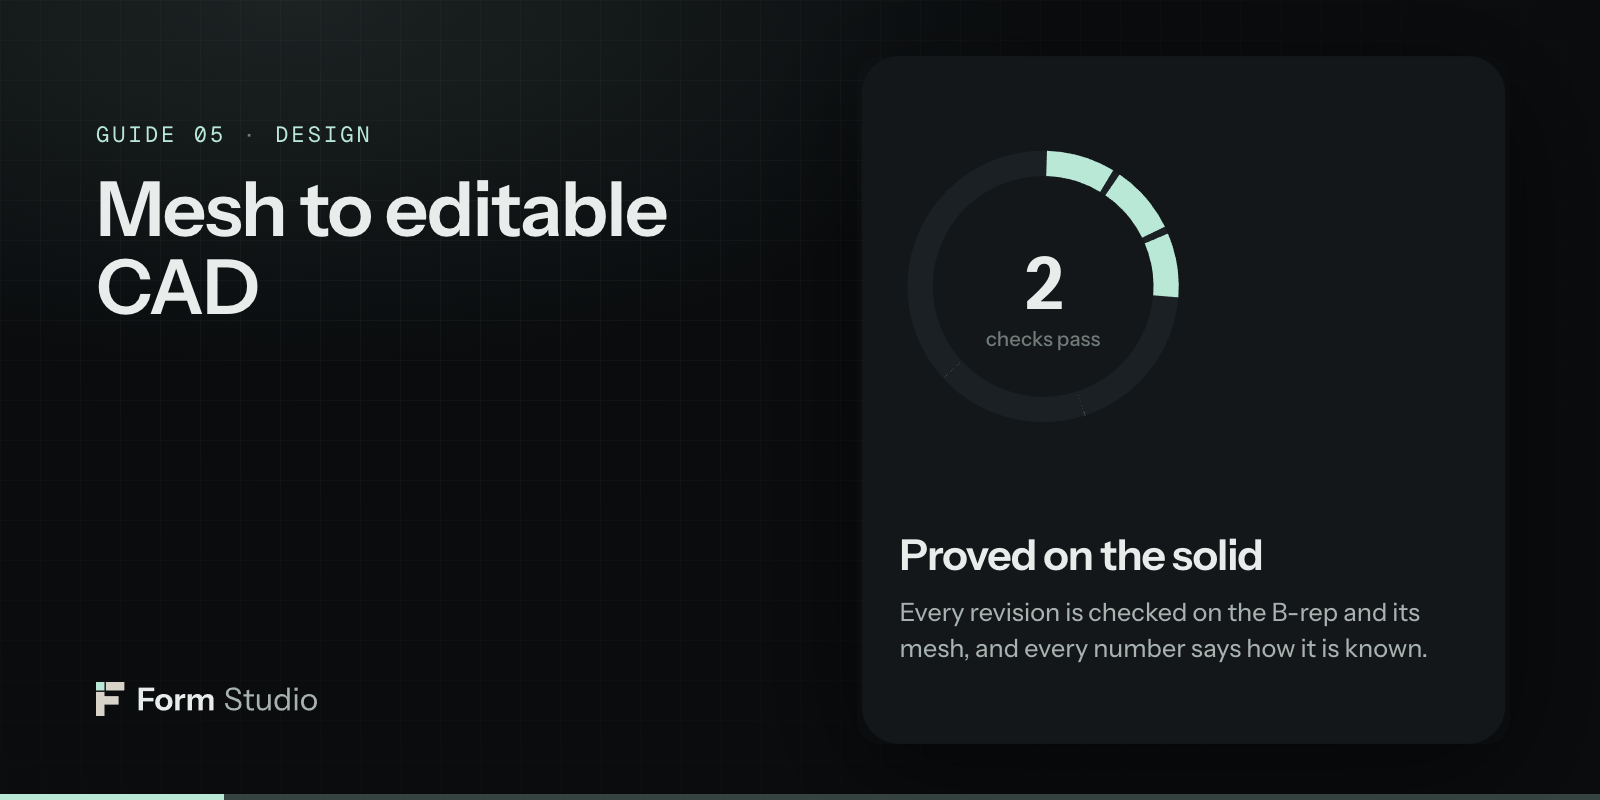 GUIDE 05 · DESIGN
Mesh to editable
CAD
2
checks pass
Proved on the solid
Every revision is checked on the B-rep and its
mesh, and every number says how it is known.
Form Studio